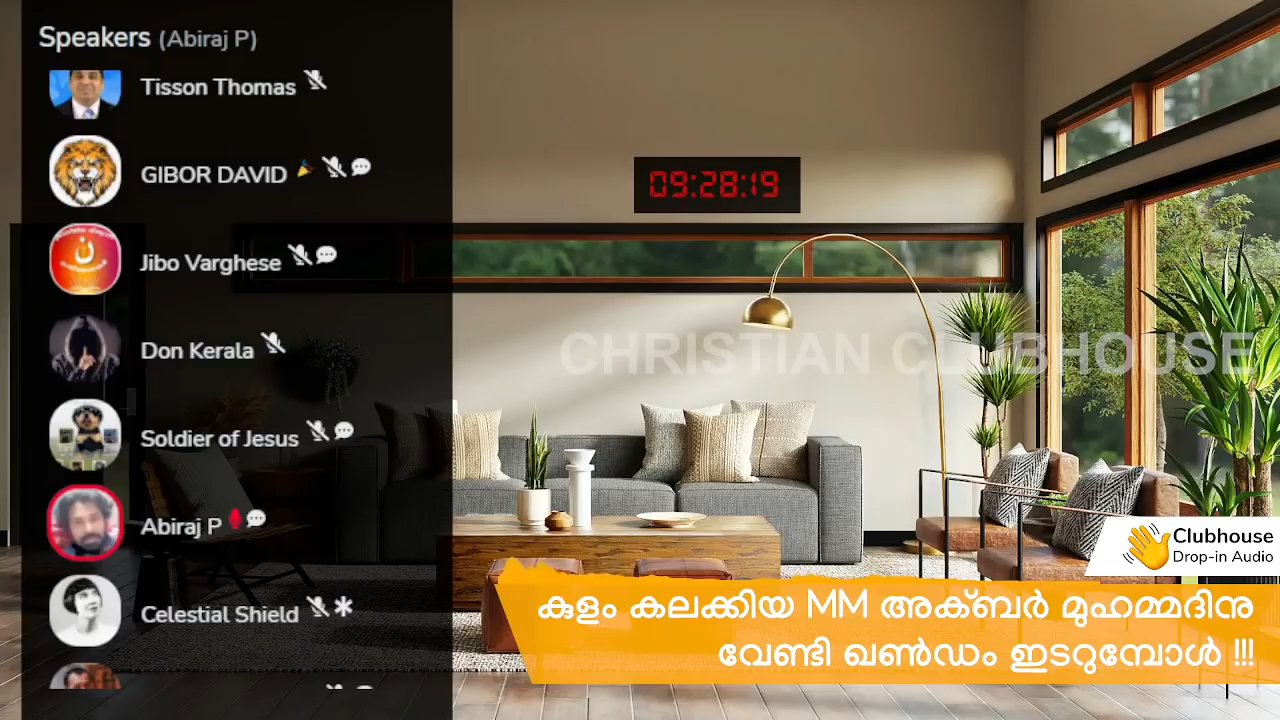 Speakers (Abiraj P)
Tisson Thomas
GIBOR DAVID
Jibo Varghese
Don Kerala
Soldier of Jesus
Abiraj P
Celestial Shield
09:28:19
CHRISTIAN CLUBHOUSE
Clubhouse
Drop-in Audio
കുളം കലക്കിയ MM അക്ബർ മുഹമ്മദിനു
വേണ്ടി ഖൺഡം ഇടറുമ്പോൾ !!!